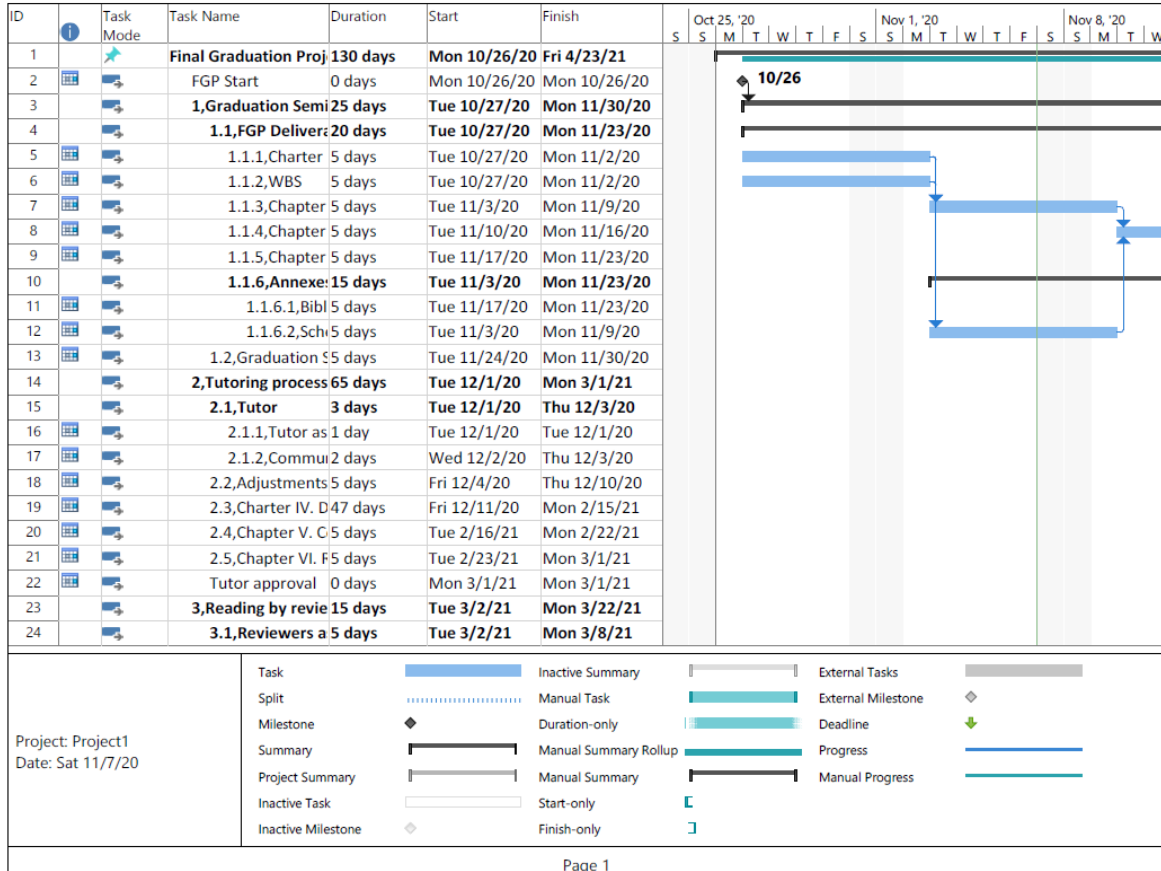 ID Task Mode Task Name Duration Start Finish Oct 25, '20 Nov 1, '20 Nov 8, '20
S S M T W T F S S M T W T F S S M T W
1 Final Graduation Proj 130 days Mon 10/26/20 Fri 4/23/21
2 FGP Start 0 days Mon 10/26/20 Mon 10/26/20 10/26
3 1,Graduation Semi 25 days Tue 10/27/20 Mon 11/30/20
4 1.1,FGP Delivera 20 days Tue 10/27/20 Mon 11/23/20
5 1.1.1,Charter 5 days Tue 10/27/20 Mon 11/2/20
6 1.1.2,WBS 5 days Tue 10/27/20 Mon 11/2/20
7 1.1.3,Chapter 5 days Tue 11/3/20 Mon 11/9/20
8 1.1.4,Chapter 5 days Tue 11/10/20 Mon 11/16/20
9 1.1.5,Chapter 5 days Tue 11/17/20 Mon 11/23/20
10 1.1.6,Annexes 15 days Tue 11/3/20 Mon 11/23/20
11 1.1.6.1,Bibl 5 days Tue 11/17/20 Mon 11/23/20
12 1.1.6.2,Sche 5 days Tue 11/3/20 Mon 11/9/20
13 1.2,Graduation S 5 days Tue 11/24/20 Mon 11/30/20
14 2,Tutoring process 65 days Tue 12/1/20 Mon 3/1/21
15 2.1,Tutor 3 days Tue 12/1/20 Thu 12/3/20
16 2.1.1,Tutor as 1 day Tue 12/1/20 Tue 12/1/20
17 2.1.2,Commun 2 days Wed 12/2/20 Thu 12/3/20
18 2.2,Adjustments 5 days Fri 12/4/20 Thu 12/10/20
19 2.3,Charter IV. D 47 days Fri 12/11/20 Mon 2/15/21
20 2.4,Chapter V. C 5 days Tue 2/16/21 Mon 2/22/21
21 2.5,Chapter VI. R 5 days Tue 2/23/21 Mon 3/1/21
22 Tutor approval 0 days Mon 3/1/21 Mon 3/1/21
23 3,Reading by revie 15 days Tue 3/2/21 Mon 3/22/21
24 3.1,Reviewers a 5 days Tue 3/2/21 Mon 3/8/21
Project: Project1
Date: Sat 11/7/20
Task Inactive Summary External Tasks
Split Manual Task External Milestone
Milestone Duration-only Deadline
Summary Manual Summary Rollup Progress
Project Summary Manual Summary Manual Progress
Inactive Task Start-only
Inactive Milestone Finish-only
Page 1